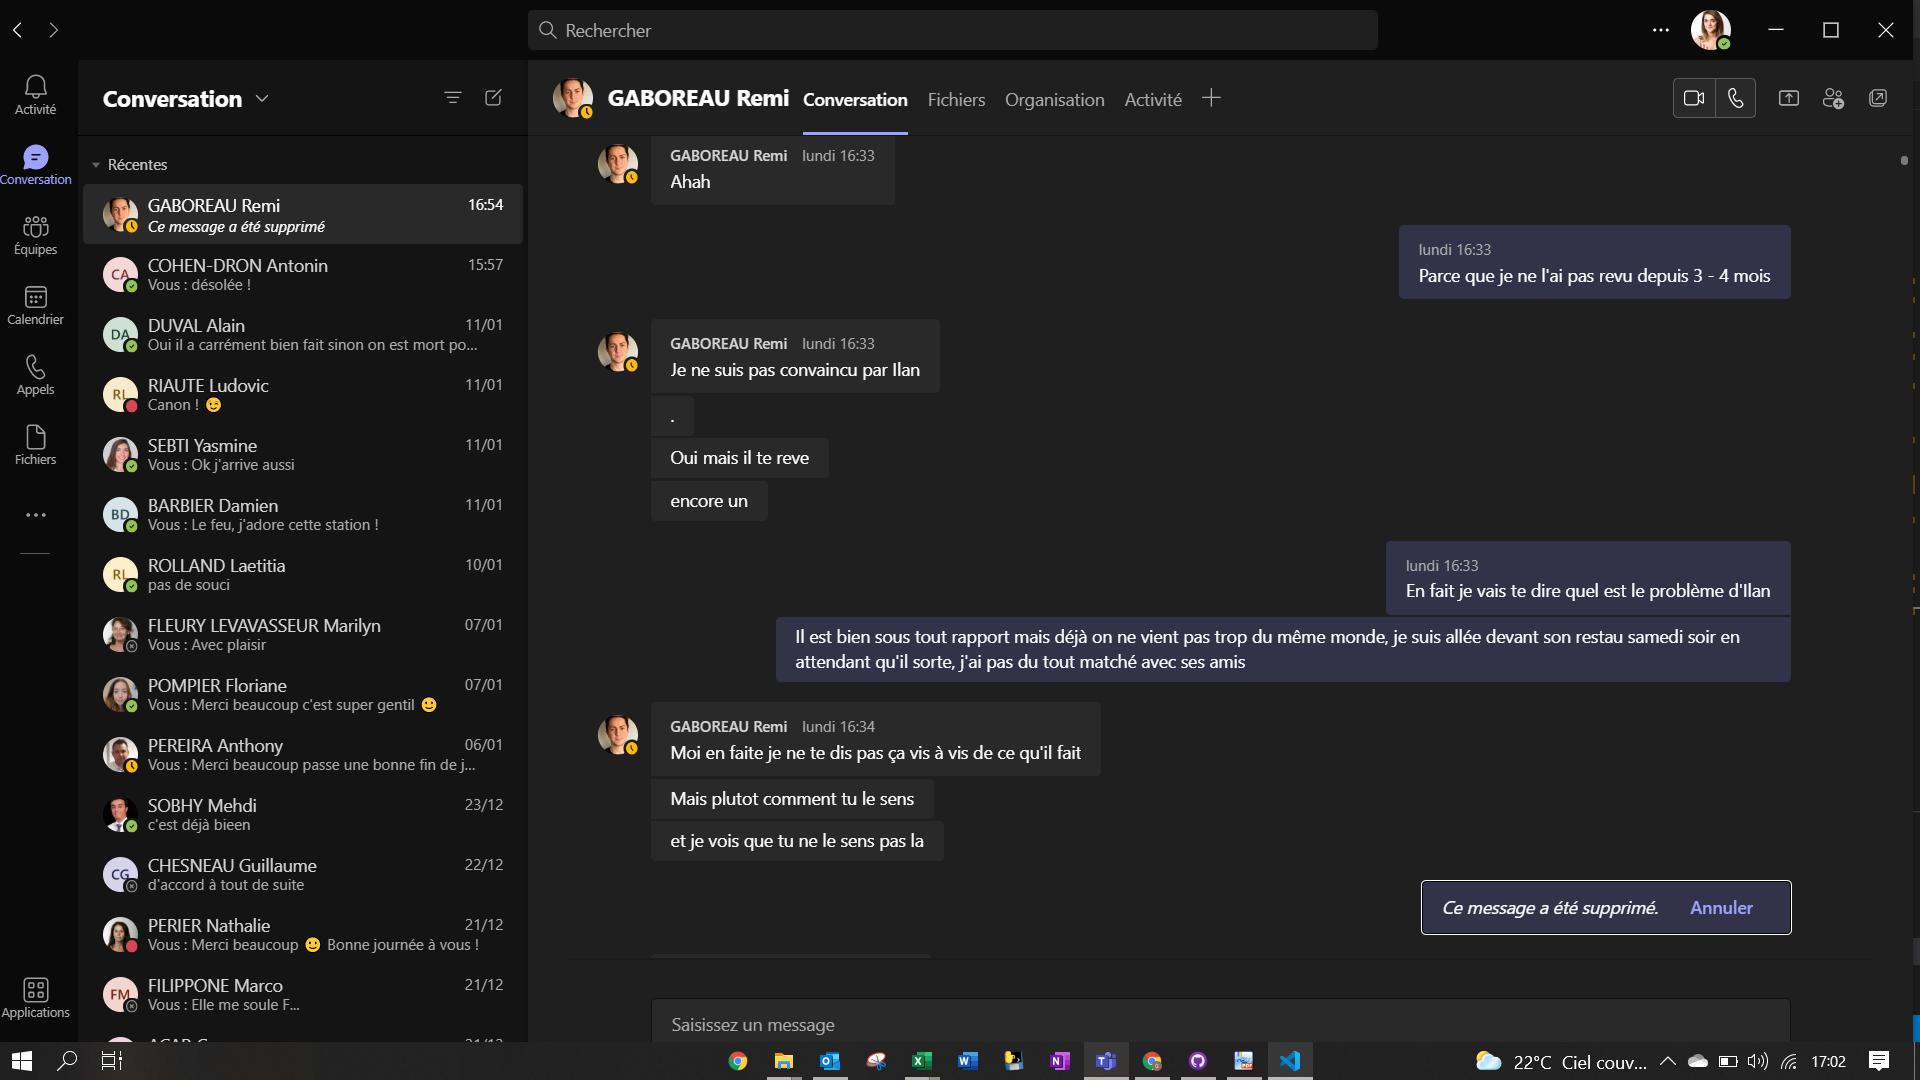 Rechercher
Activité
Conversation
Équipes
Calendrier
Appels
Fichiers
Applications
Conversation
Récentes
GABOREAU Remi 16:54
Ce message a été supprimé
CA
COHEN-DRON Antonin 15:57
Vous : désolée !
DA
DUVAL Alain 11/01
Oui il a carrément bien fait sinon on est mort po...
RL
RIAUTE Ludovic 11/01
Canon ! 😉
SEBTI Yasmine 11/01
Vous : Ok j'arrive aussi
BD
BARBIER Damien 11/01
Vous : Le feu, j'adore cette station !
RL
ROLLAND Laetitia 10/01
pas de souci
FLEURY LEVAVASSEUR Marilyn 07/01
Vous : Avec plaisir
POMPIER Floriane 07/01
Vous : Merci beaucoup c'est super gentil 🙂
PEREIRA Anthony 06/01
Vous : Merci beaucoup passe une bonne fin de j...
SOBHY Mehdi 23/12
c'est déjà bieen
CG
CHESNEAU Guillaume 22/12
d'accord à tout de suite
PERIER Nathalie 21/12
Vous : Merci beaucoup 🙂 Bonne journée à vous !
FM
FILIPPONE Marco 21/12
Vous : Elle me soule F...
GABOREAU Remi Conversation Fichiers Organisation Activité
GABOREAU Remi lundi 16:33
Ahah
lundi 16:33
Parce que je ne l'ai pas revu depuis 3 - 4 mois
GABOREAU Remi lundi 16:33
Je ne suis pas convaincu par Ilan
.
Oui mais il te reve
encore un
lundi 16:33
En fait je vais te dire quel est le problème d'Ilan
Il est bien sous tout rapport mais déjà on ne vient pas trop du même monde, je suis allée devant son restau samedi soir en
attendant qu'il sorte, j'ai pas du tout matché avec ses amis
GABOREAU Remi lundi 16:34
Moi en faite je ne te dis pas ça vis à vis de ce qu'il fait
Mais plutot comment tu le sens
et je vois que tu ne le sens pas la
Ce message a été supprimé. Annuler
Saisissez un message
22°C Ciel couv... 17:02